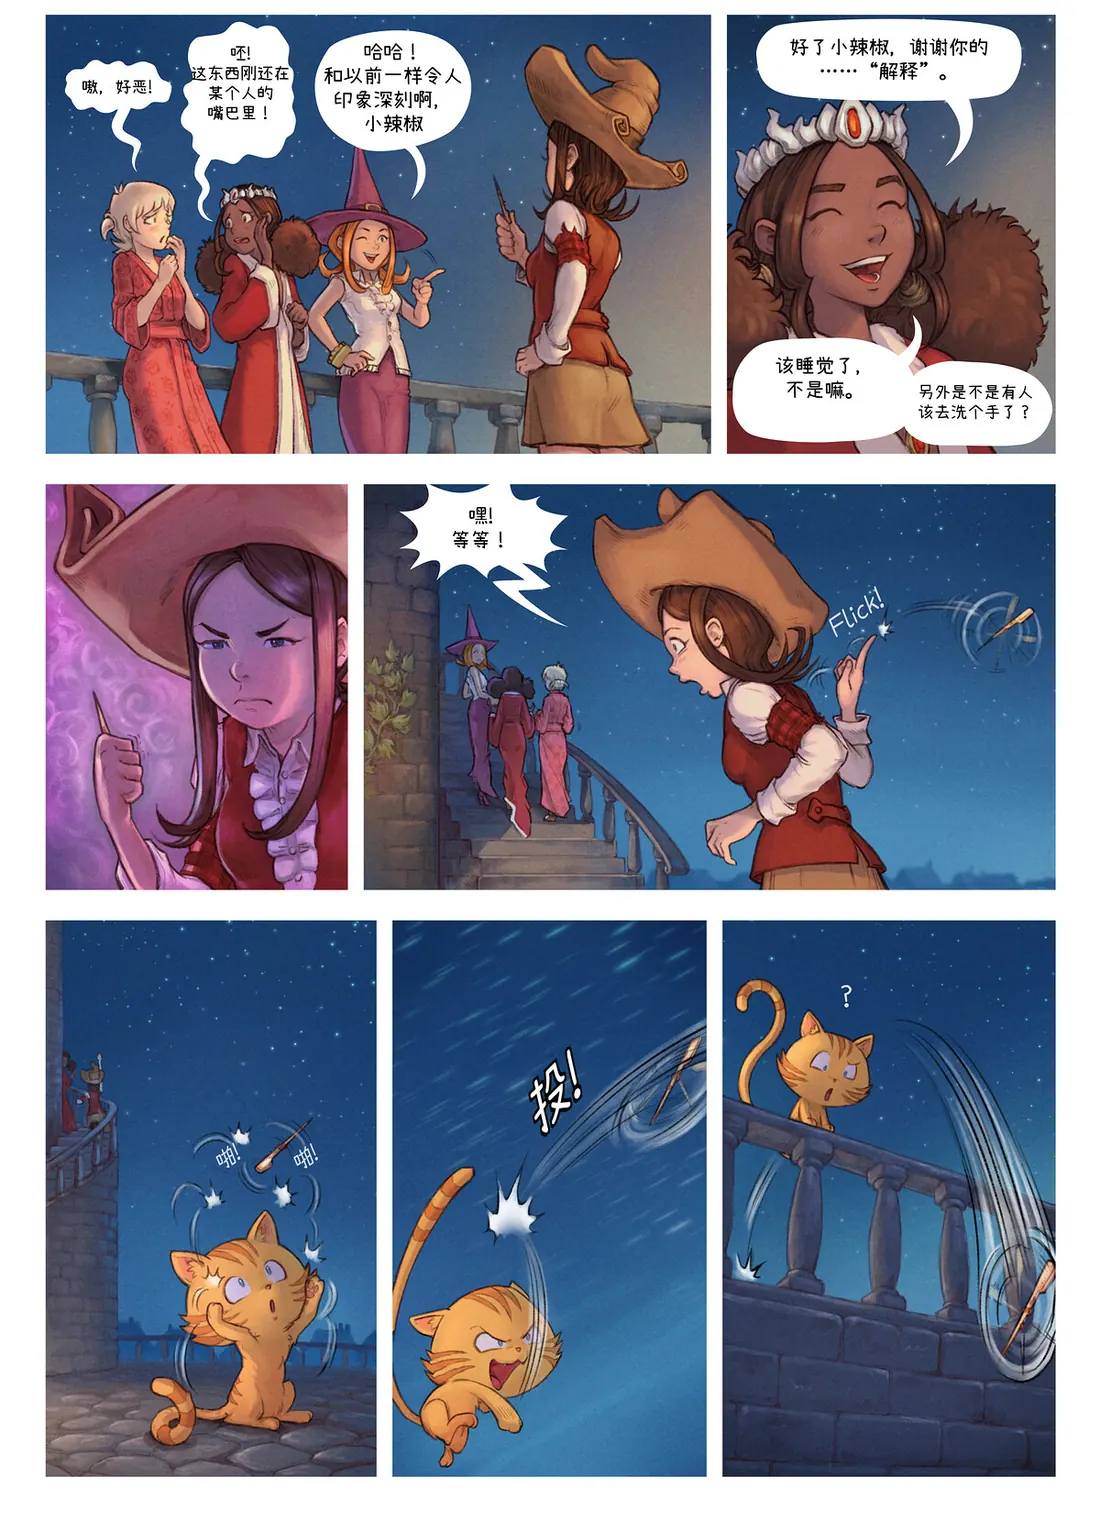 嗷，好恶!
呸!
这东西刚还在
某个人的
嘴巴里！
哈哈！
和以前一样令人
印象深刻啊，
小辣椒
好了小辣椒，谢谢你的
……“解释”。
该睡觉了，
不是嘛。
另外是不是有人
该去洗个手了？
嘿!
等等！
Flick!
啪!
啪!
投!
?